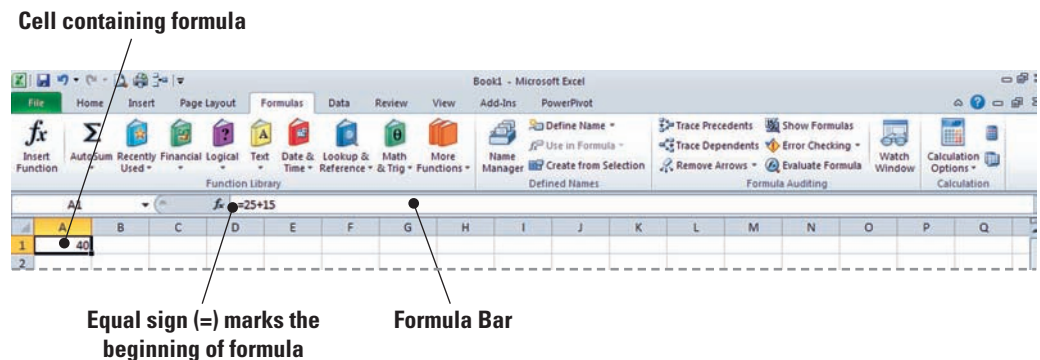 Cell containing formula
Book1 - Microsoft Excel
File Home Insert Page Layout Formulas Data Review View Add-Ins PowerPivot
fx Σ Define Name Trace Precedents Show Formulas
Insert AutoSum Recently Financial Logical Text Date & Lookup & Math More Name Use in Formula Trace Dependents Error Checking Watch Calculation
Function Used Time Reference & Trig Functions Manager Create from Selection Remove Arrows Evaluate Formula Window Options
Function Library Defined Names Formula Auditing Calculation
A1 fx =25+15
A B C D E F G H I J K L M N O P Q
1 40
2
Equal sign (=) marks the Formula Bar
beginning of formula